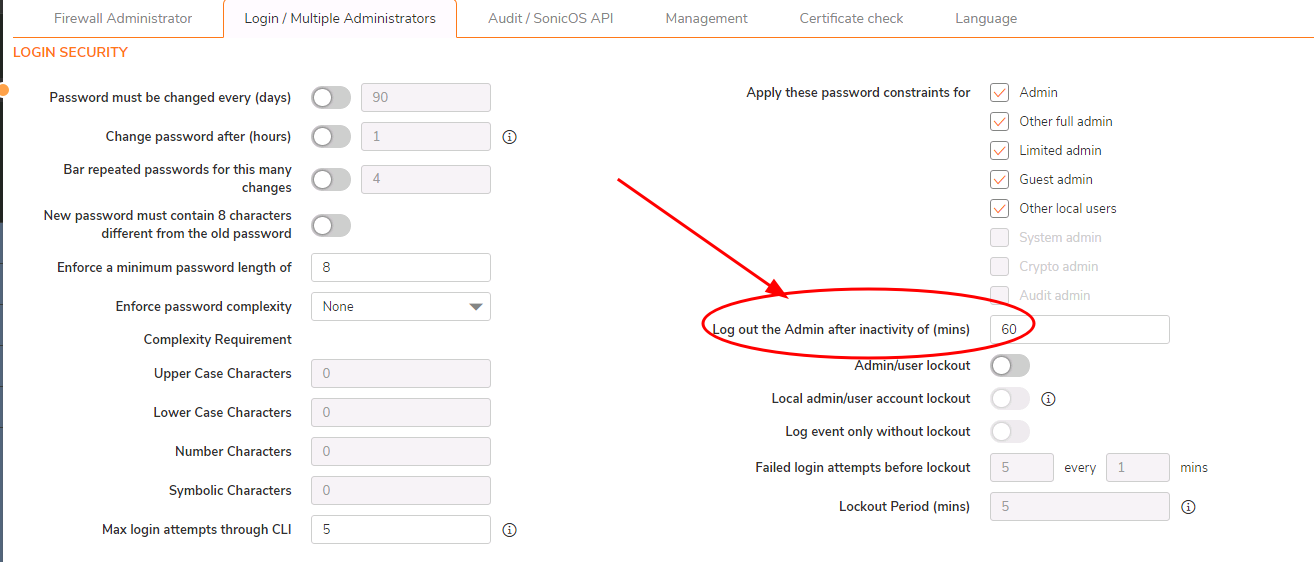 Firewall Administrator
Login / Multiple Administrators
Audit / SonicOS API
Management
Certificate check
Language
LOGIN SECURITY
Password must be changed every (days)
90
Change password after (hours)
1
Bar repeated passwords for this many
changes
4
New password must contain 8 characters
different from the old password
Enforce a minimum password length of
8
Enforce password complexity
None
Complexity Requirement
Upper Case Characters
0
Lower Case Characters
0
Number Characters
0
Symbolic Characters
0
Max login attempts through CLI
5
Apply these password constraints for
Admin
Other full admin
Limited admin
Guest admin
Other local users
System admin
Crypto admin
Audit admin
Log out the Admin after inactivity of (mins)
60
Admin/user lockout
Local admin/user account lockout
Log event only without lockout
Failed login attempts before lockout
5 every 1 mins
Lockout Period (mins)
5